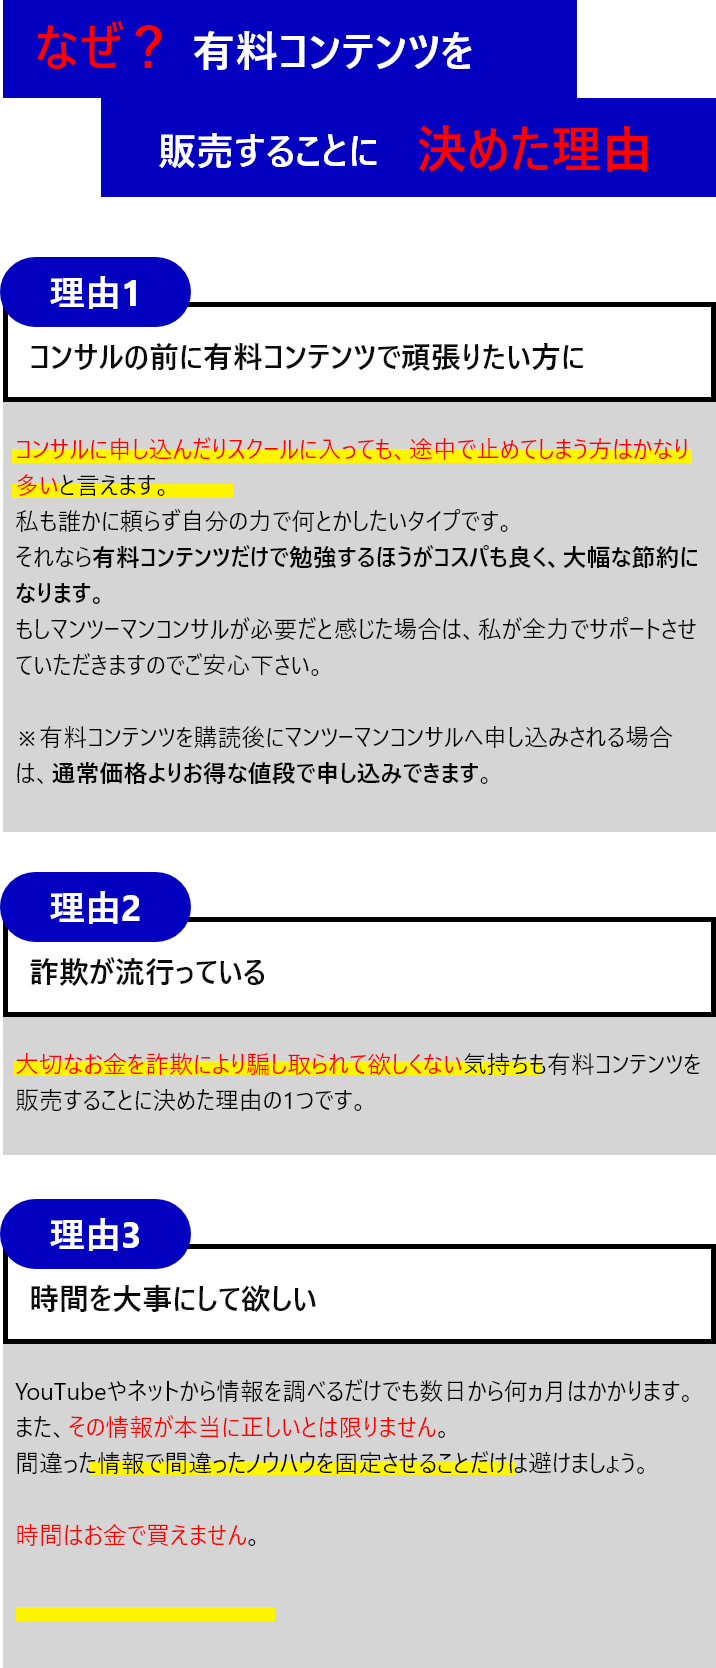 なぜ？ 有料コンテンツを
販売することに 決めた理由
理由1
コンサルの前に有料コンテンツで頑張りたい方に
コンサルに申し込んだりスクールに入っても、途中で止めてしまう方はかなり
多いと言えます。
私も誰かに頼らず自分の力で何とかしたいタイプです。
それなら有料コンテンツだけで勉強するほうがコスパも良く、大幅な節約に
なります。
もしマンツーマンコンサルが必要だと感じた場合は、私が全力でサポートさせ
ていただきますのでご安心下さい。
※有料コンテンツを購読後にマンツーマンコンサルへ申し込みされる場合
は、通常価格よりお得な値段で申し込みできます。
理由2
詐欺が流行っている
大切なお金を詐欺により騙し取られて欲しくない気持ちも有料コンテンツを
販売することに決めた理由の1つです。
理由3
時間を大事にして欲しい
YouTubeやネットから情報を調べるだけでも数日から何ヵ月はかかります。
また、その情報が本当に正しいとは限りません。
間違った情報で間違ったノウハウを固定させることだけは避けましょう。
時間はお金で買えません。